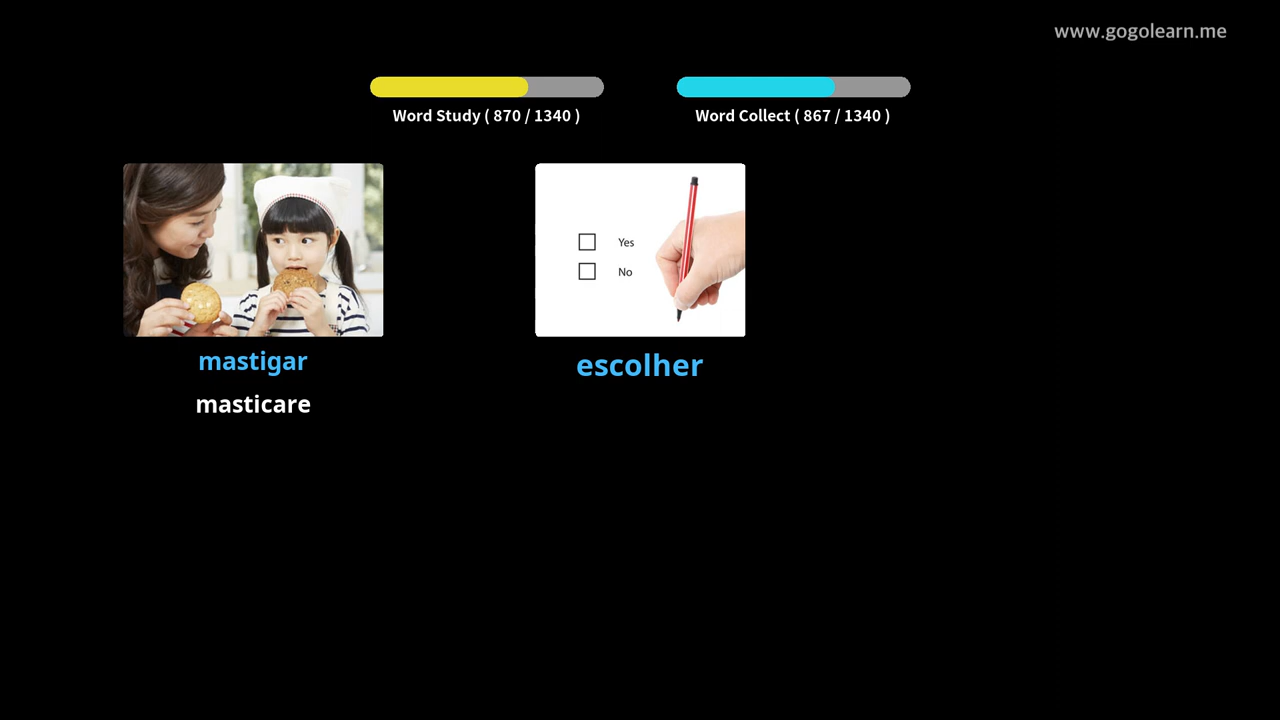 www.gogolearn.me
Word Study ( 870 / 1340 )
Word Collect ( 867 / 1340 )
Yes
No
mastigar
masticare
escolher